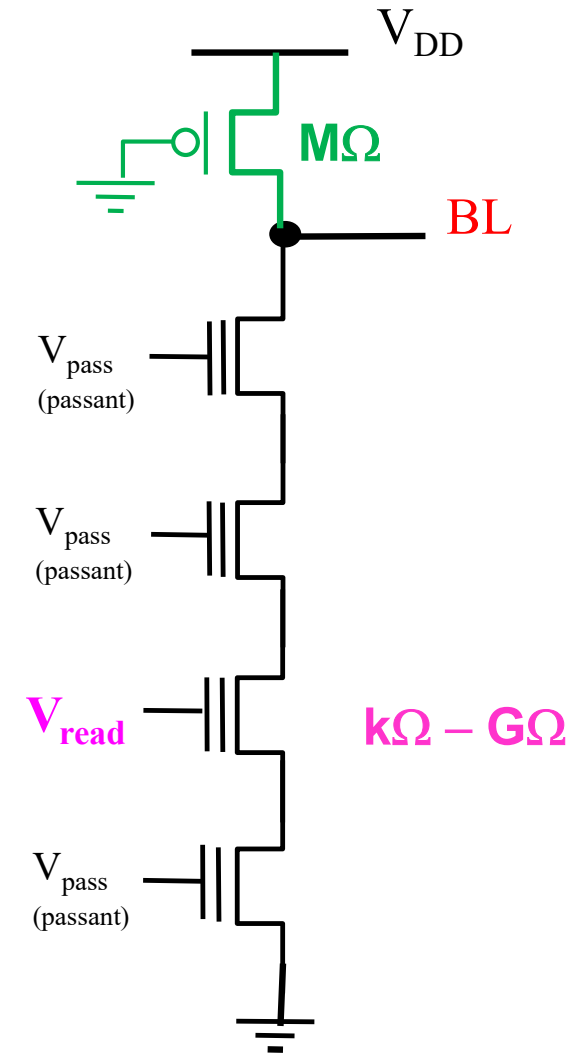 VDD
MΩ
BL
Vpass
(passant)
Vpass
(passant)
Vread
kΩ – GΩ
Vpass
(passant)